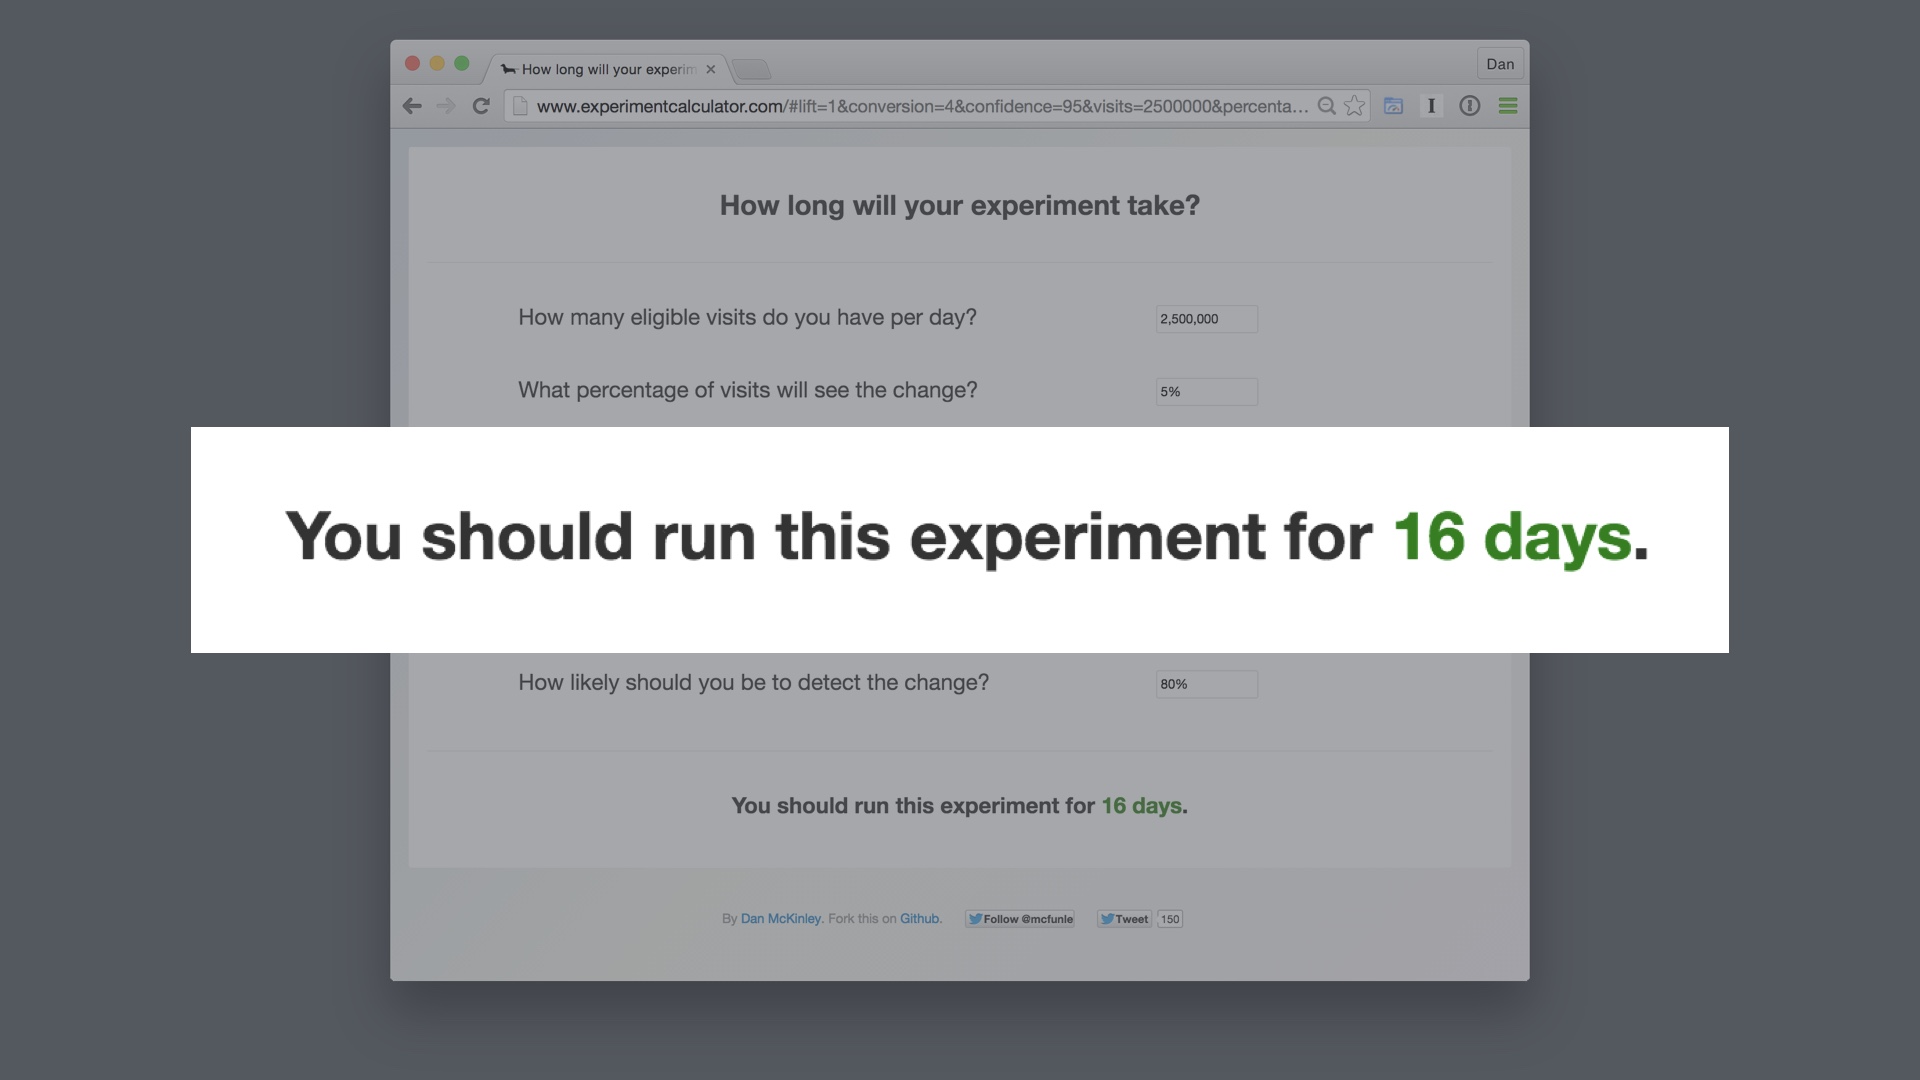 How long will your experim
Dan
www.experimentcalculator.com/#lift=1&conversion=4&confidence=95&visits=2500000&percenta...
How long will your experiment take?
How many eligible visits do you have per day? 2,500,000
What percentage of visits will see the change? 5%
You should run this experiment for 16 days.
How likely should you be to detect the change? 80%
You should run this experiment for 16 days.
By Dan McKinley. Fork this on Github. Follow @mcfunle Tweet 150